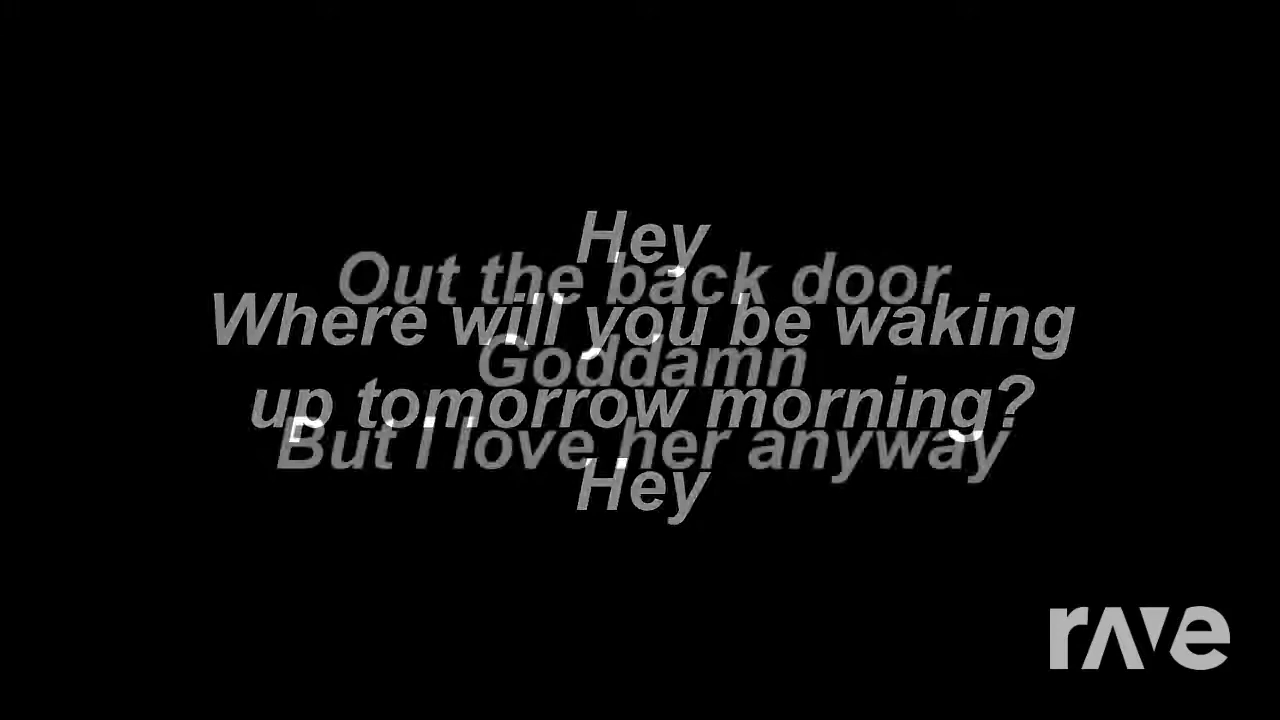 Hey
Out the back door
Where will you be waking
Goddamn
up tomorrow morning?
But I love her anyway
Hey
rave